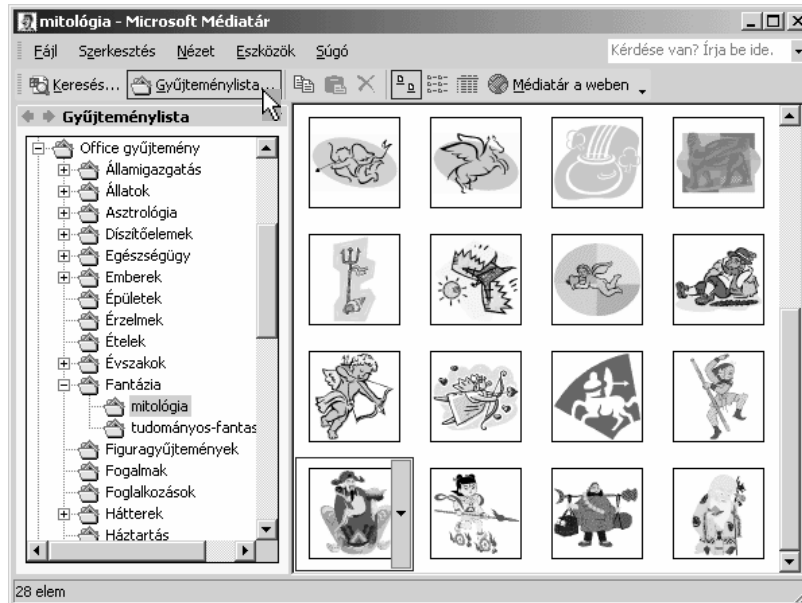 mitológia - Microsoft Médiatár
Fájl Szerkesztés Nézet Eszközök Súgó Kérdése van? Írja be ide.
Keresés... Gyűjteménylista... Médiatár a weben
Gyűjteménylista
Office gyűjtemény
Államigazgatás
Állatok
Asztrológia
Díszítőelemek
Egészségügy
Emberek
Épületek
Érzelmek
Ételek
Évszakok
Fantázia
mitológia
tudományos-fantas
Figuragyűjtemények
Fogalmak
Foglalkozások
Hátterek
Háztartás
28 elem